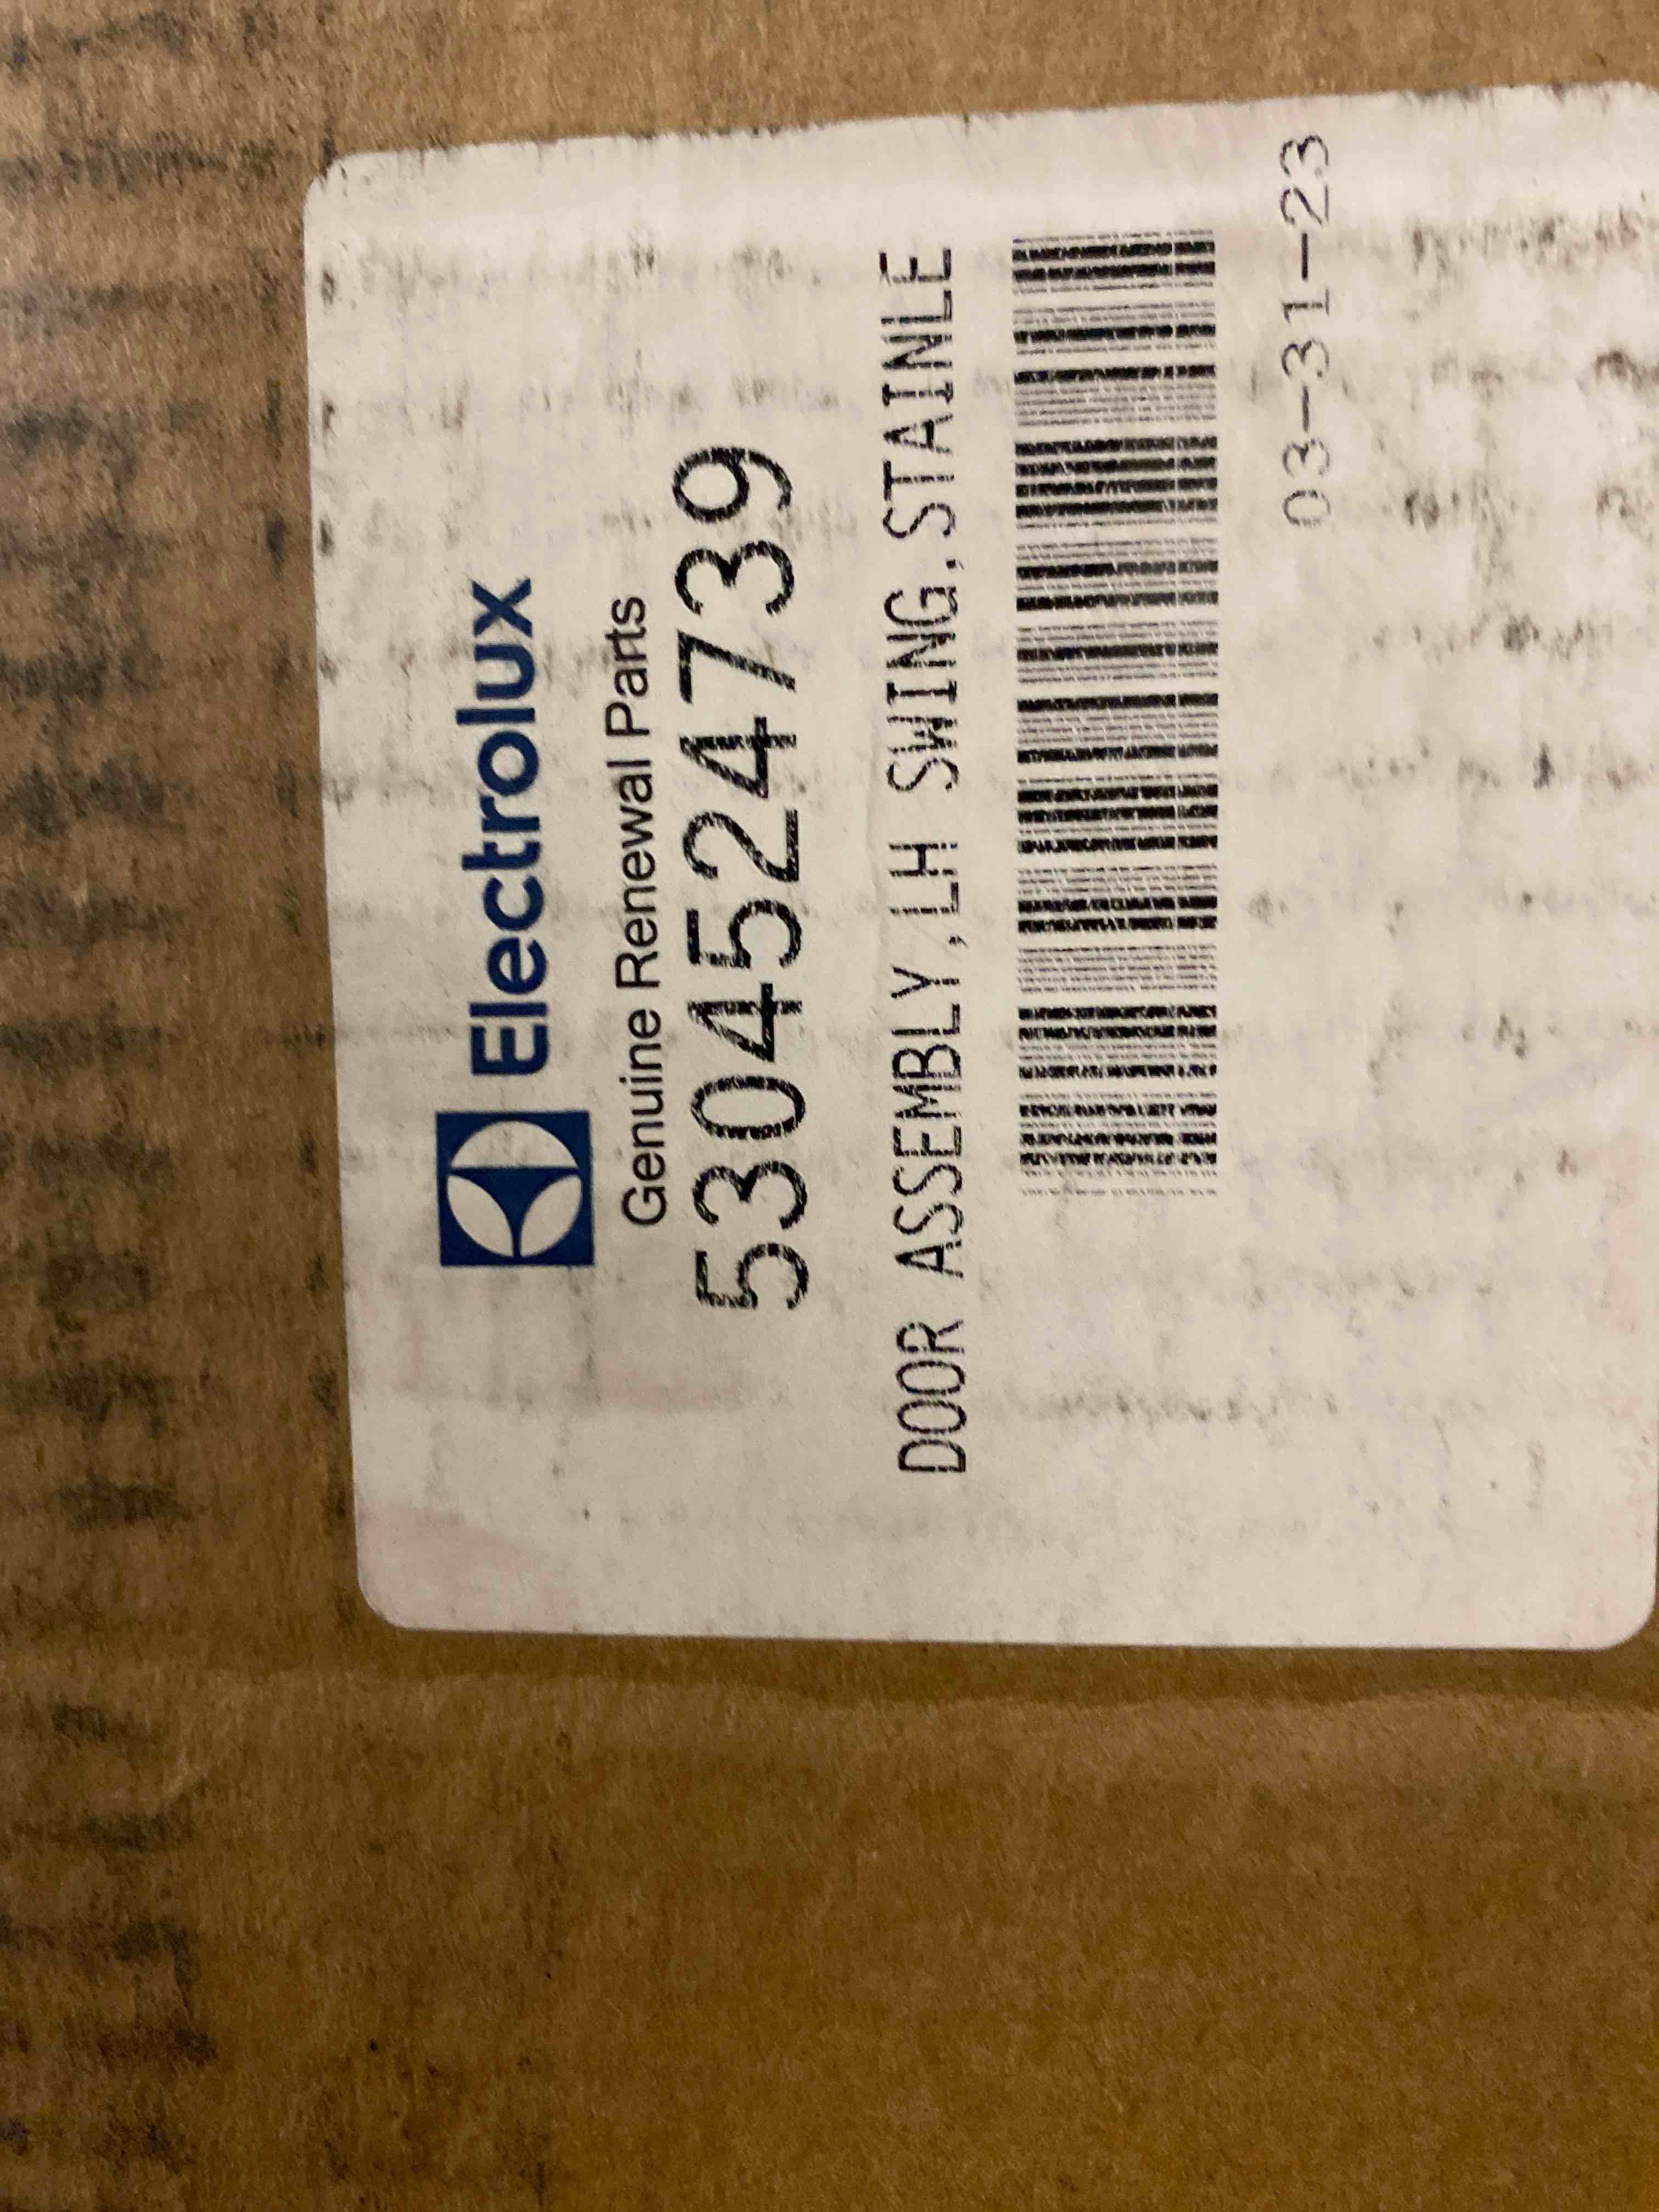 Electrolux
Genuine Renewal Parts
5304524739
DOOR ASSEMBLY,LH SWING,STAINLE
03-31-23